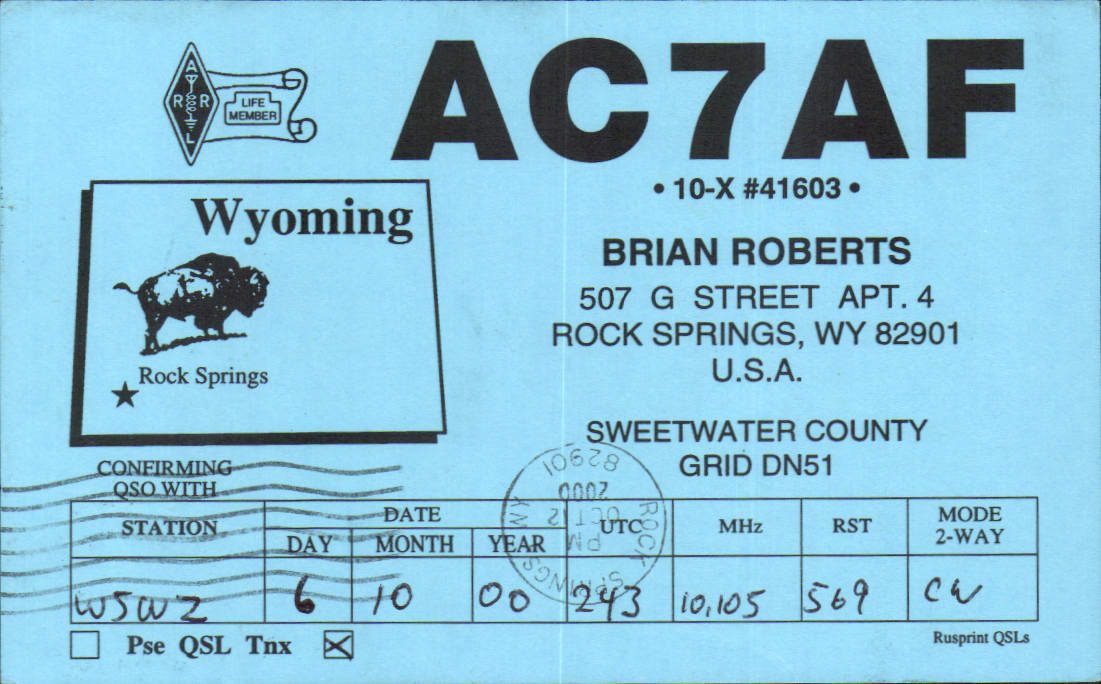 ARRL
LIFE
MEMBER
AC7AF
• 10-X #41603 •
Wyoming
Rock Springs
BRIAN ROBERTS
507 G STREET APT. 4
ROCK SPRINGS, WY 82901
U.S.A.
SWEETWATER COUNTY
GRID DN51
ROCK SPRINGS WY
82901
2000
OCT 12
PM
CONFIRMING
QSO WITH
STATION DATE UTC MHz RST MODE
2-WAY
DAY MONTH YEAR
W5WZ 6 10 00 243 10,105 569 CW
Pse QSL Tnx
Rusprint QSLs